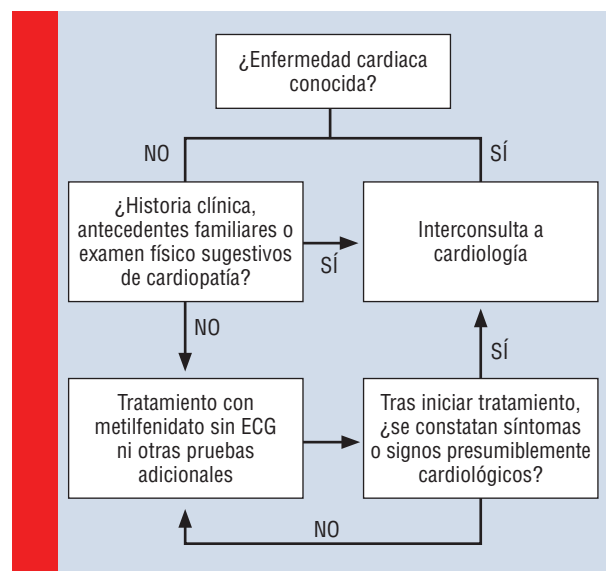 ¿Enfermedad cardiaca
conocida?
NO
SÍ
¿Historia clínica,
antecedentes familiares o
examen físico sugestivos
de cardiopatía?
SÍ
Interconsulta a
cardiología
NO
SÍ
Tratamiento con
metilfenidato sin ECG
ni otras pruebas
adicionales
Tras iniciar tratamiento,
¿se constatan síntomas
o signos presumiblemente
cardiológicos?
NO